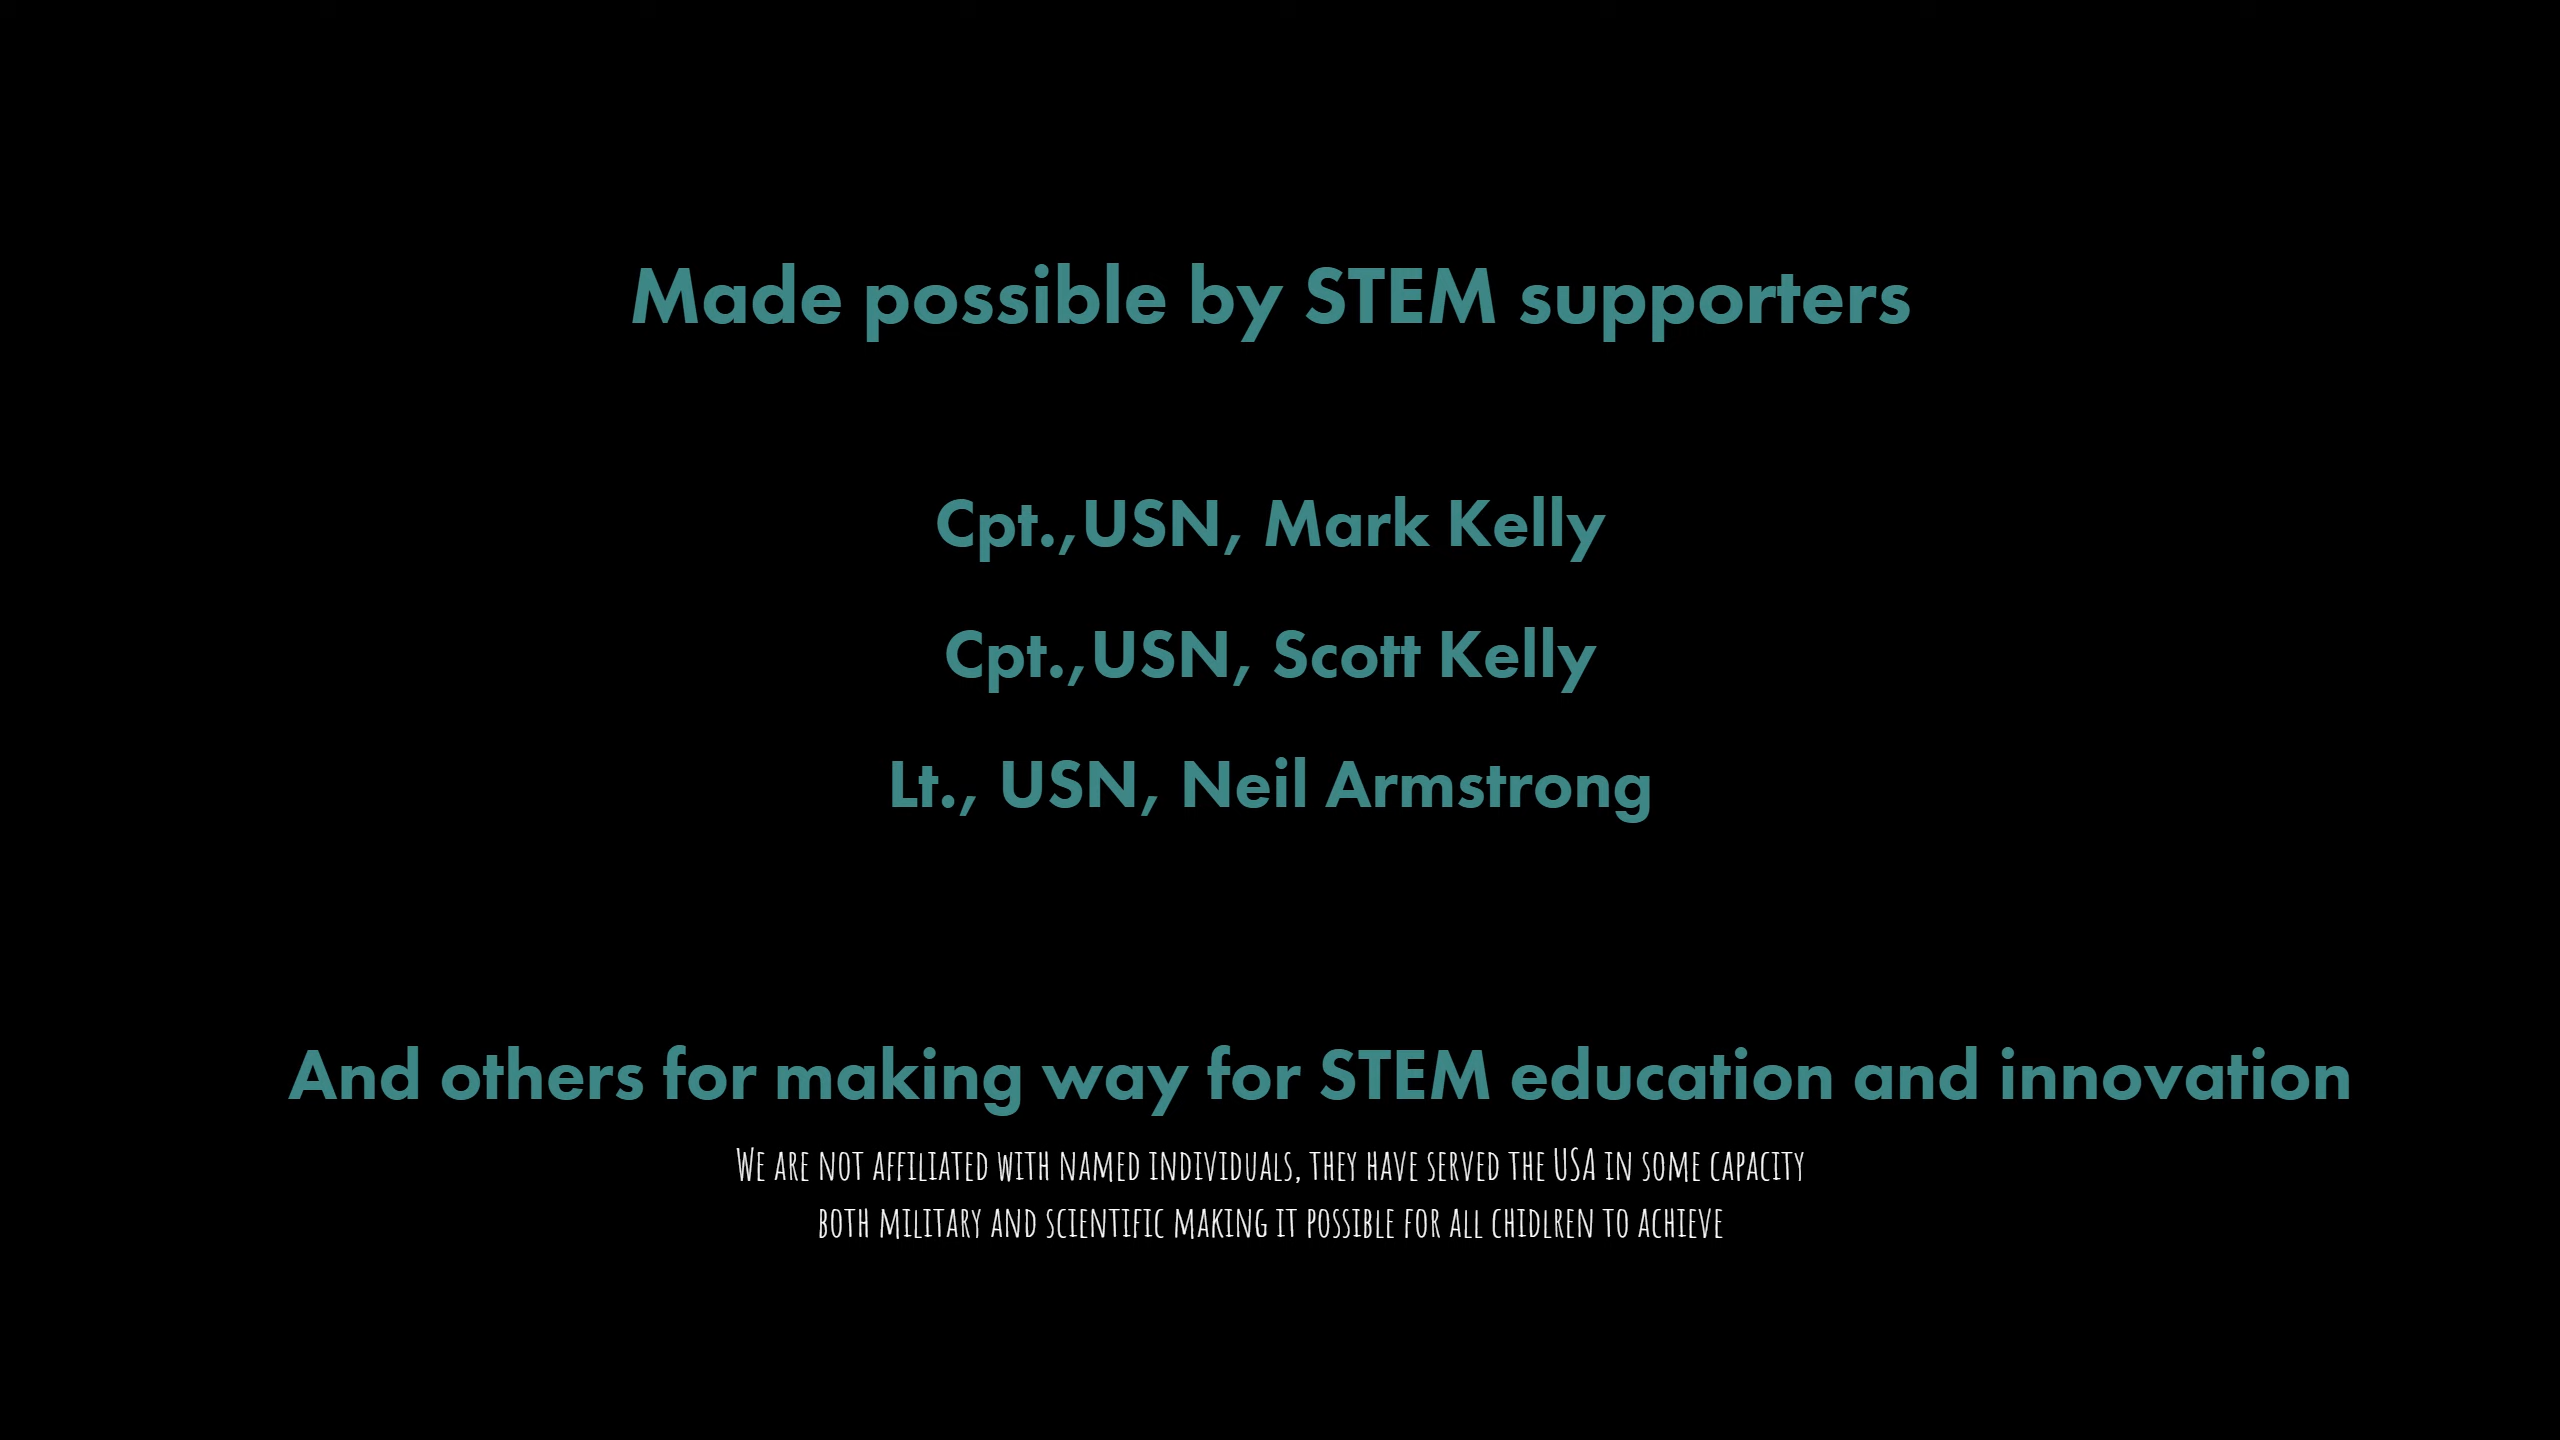 Made possible by STEM supporters
Cpt.,USN, Mark Kelly
Cpt.,USN, Scott Kelly
Lt., USN, Neil Armstrong
And others for making way for STEM education and innovation
We are not affiliated with named individuals, they have served the USA in some capacity
both military and scientific making it possible for all chidlren to achieve